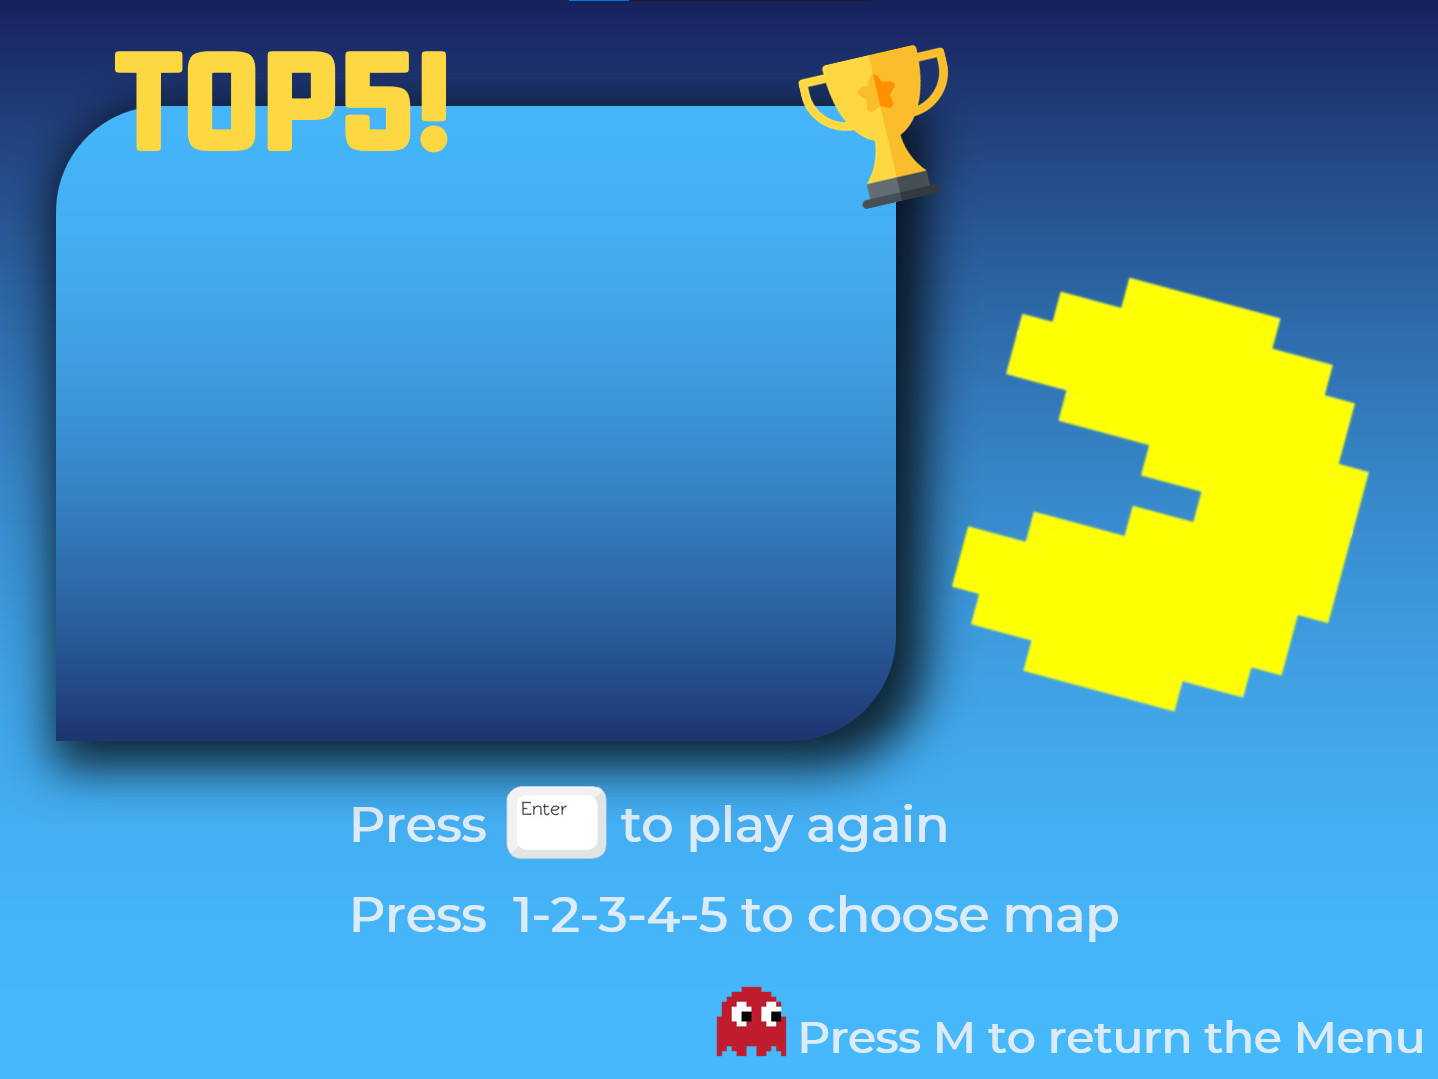 TOP5!
Press Enter to play again
Press 1-2-3-4-5 to choose map
Press M to return the Menu